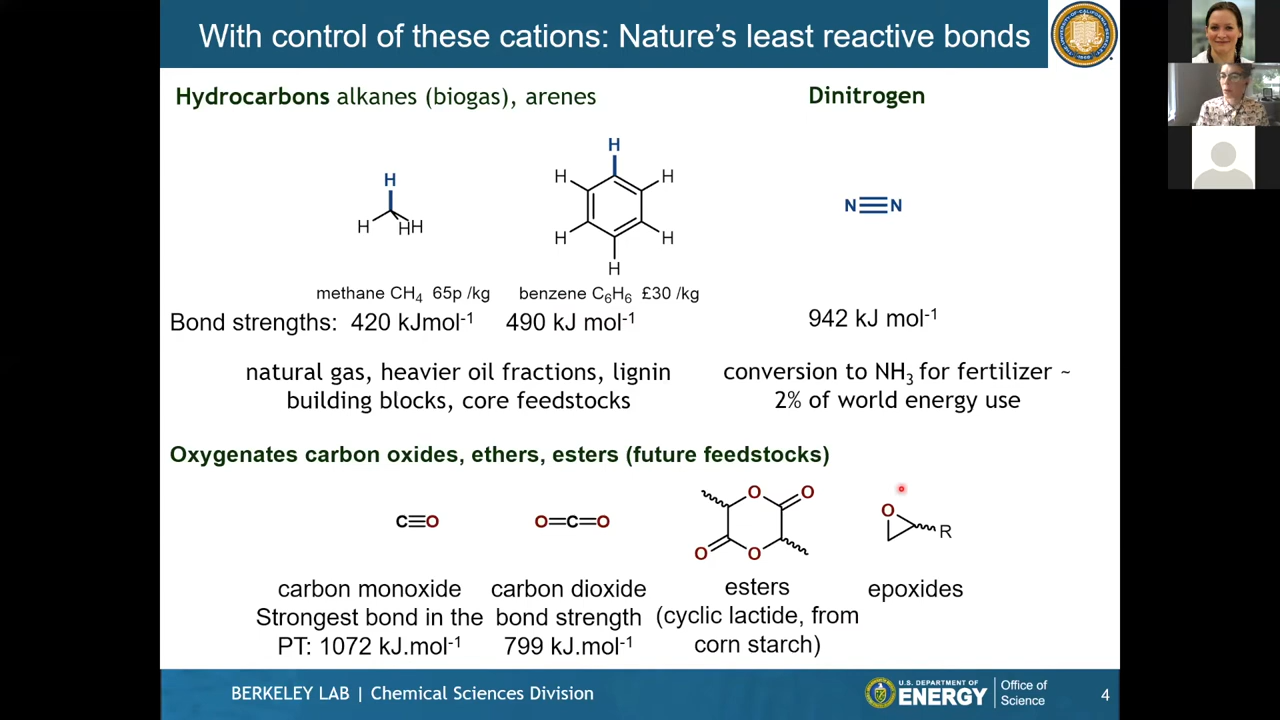 With control of these cations: Nature's least reactive bonds
Hydrocarbons alkanes (biogas), arenes
Dinitrogen
H
H
HH
H
H
H
H
H
H
N≡N
methane CH₄ 65p /kg
benzene C₆H₆ £30 /kg
Bond strengths: 420 kJmol⁻¹
490 kJ mol⁻¹
942 kJ mol⁻¹
natural gas, heavier oil fractions, lignin
building blocks, core feedstocks
conversion to NH₃ for fertilizer ~
2% of world energy use
Oxygenates carbon oxides, ethers, esters (future feedstocks)
C≡O
O=C=O
O
O
O
O
O
R
carbon monoxide
Strongest bond in the
PT: 1072 kJ.mol⁻¹
carbon dioxide
bond strength
799 kJ.mol⁻¹
esters
(cyclic lactide, from
corn starch)
epoxides
BERKELEY LAB | Chemical Sciences Division
U.S. DEPARTMENT OF
ENERGY
Office of
Science
4